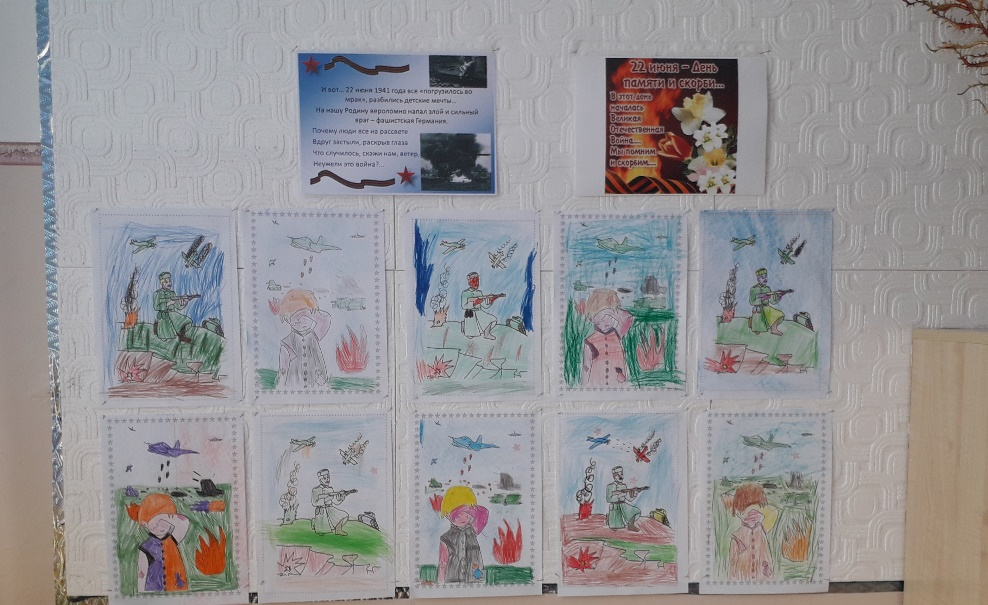 И вот... 22 июня 1941 года все «погрузилось во
мрак», разбились детские мечты...
На нашу Родину вероломно напал злой и сильный
враг – фашистская Германия.
Почему люди все на рассвете
Вдруг застыли, раскрыв глаза
Что случилось, скажи нам, ветер,
Неужели это война?...
22 июня – День
памяти и скорби...
В этот день
началась
Великая
Отечественная
Война....
Мы помним
и скорбим....